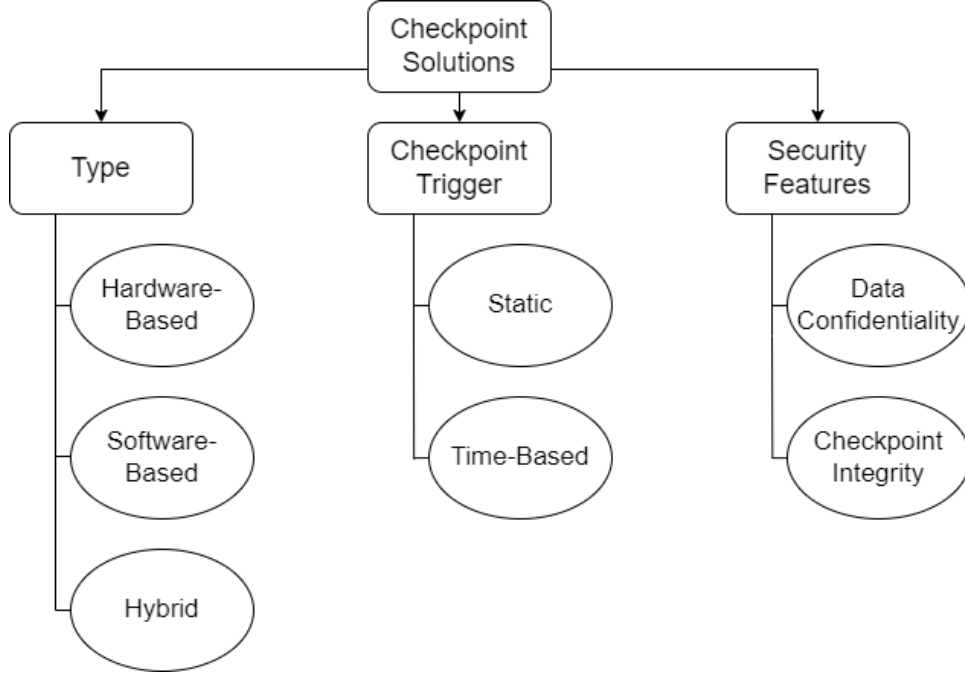 Checkpoint
Solutions
Type
Checkpoint
Trigger
Security
Features
Hardware-
Based
Static
Data
Confidentiality
Software-
Based
Time-Based
Checkpoint
Integrity
Hybrid